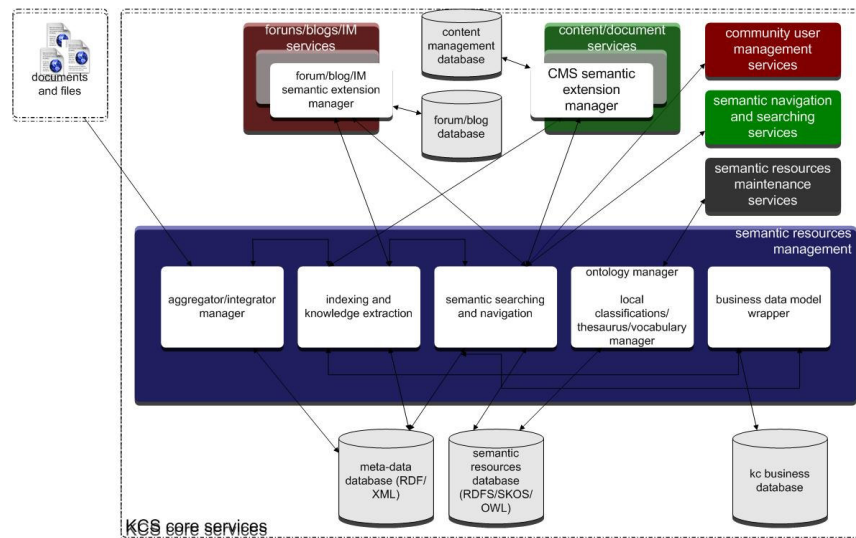 documents
and files
foruns/blogs/IM
services
forum/blog/IM
semantic extension
manager
content
management
database
forum/blog
database
content/document
services
CMS semantic
extension
manager
community user
management
services
semantic navigation
and searching
services
semantic resources
maintenance
services
semantic resources
management
aggregator/integrator
manager
indexing and
knowledge extraction
semantic searching
and navigation
ontology manager
local
classifications/
thesaurus/vocabulary
manager
business data model
wrapper
meta-data
database (RDF/
XML)
semantic
resources
database
(RDFS/SKOS/
OWL)
kc business
database
KCS core services
KCS core services